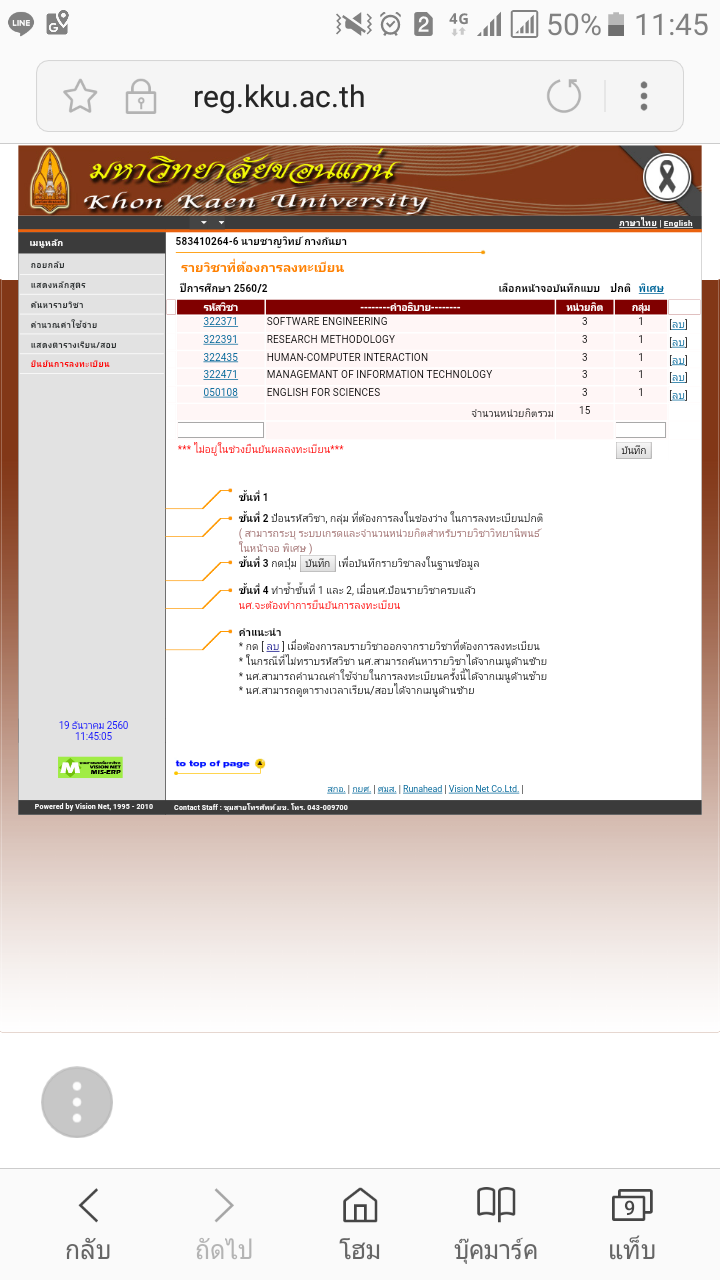 LINE G 2 4G 50% 11:45
reg.kku.ac.th
มหาวิทยาลัยขอนแก่น
Khon Kaen University
ภาษาไทย | English
เมนูหลัก
ถอยกลับ
แสดงหลักสูตร
ค้นหารายวิชา
คำนวณค่าใช้จ่าย
แสดงตารางเรียน/สอบ
ยืนยันการลงทะเบียน
583410264-6 นายชาญวิทย์ กางกันยา
รายวิชาที่ต้องการลงทะเบียน
ปีการศึกษา 2560/2 เลือกหน้าจอบันทึกแบบ ปกติ พิเศษ
รหัสวิชา --------คำอธิบาย-------- หน่วยกิต กลุ่ม
322371 SOFTWARE ENGINEERING 3 1 [ลบ]
322391 RESEARCH METHODOLOGY 3 1 [ลบ]
322435 HUMAN-COMPUTER INTERACTION 3 1 [ลบ]
322471 MANAGEMANT OF INFORMATION TECHNOLOGY 3 1 [ลบ]
050108 ENGLISH FOR SCIENCES 3 1 [ลบ]
จำนวนหน่วยกิตรวม 15
*** ไม่อยู่ในช่วงยืนยันผลลงทะเบียน*** บันทึก
ขั้นที่ 1
ขั้นที่ 2 ป้อนรหัสวิชา, กลุ่ม ที่ต้องการลงในช่องว่าง ในการลงทะเบียนปกติ
( สามารถระบุ ระบบเกรดและจำนวนหน่วยกิตสำหรับรายวิชาวิทยานิพนธ์
ในหน้าจอ พิเศษ )
ขั้นที่ 3 กดปุ่ม บันทึก เพื่อบันทึกรายวิชาลงในฐานข้อมูล
ขั้นที่ 4 ทำซ้ำขั้นที่ 1 และ 2, เมื่อนศ.ป้อนรายวิชาครบแล้ว
นศ.จะต้องทำการยืนยันการลงทะเบียน
คำแนะนำ
* กด [ ลบ ] เมื่อต้องการลบรายวิชาออกจากรายวิชาที่ต้องการลงทะเบียน
* ในกรณีที่ไม่ทราบรหัสวิชา นศ.สามารถค้นหารายวิชาได้จากเมนูด้านซ้าย
* นศ.สามารถคำนวณค่าใช้จ่ายในการลงทะเบียนครั้งนี้ได้จากเมนูด้านซ้าย
* นศ.สามารถดูตารางเวลาเรียน/สอบได้จากเมนูด้านซ้าย
19 ธันวาคม 2560
11:45:05
VISION NET
MIS-ERP
to top of page
สกอ. | กยศ. | ศมส. | Runahead | Vision Net Co.Ltd. |
Powered by Vision Net, 1995 - 2010 Contact Staff : ชุมสายโทรศัพท์ มข. โทร. 043-009700
กลับ ถัดไป โฮม บุ๊คมาร์ค 9 แท็บ